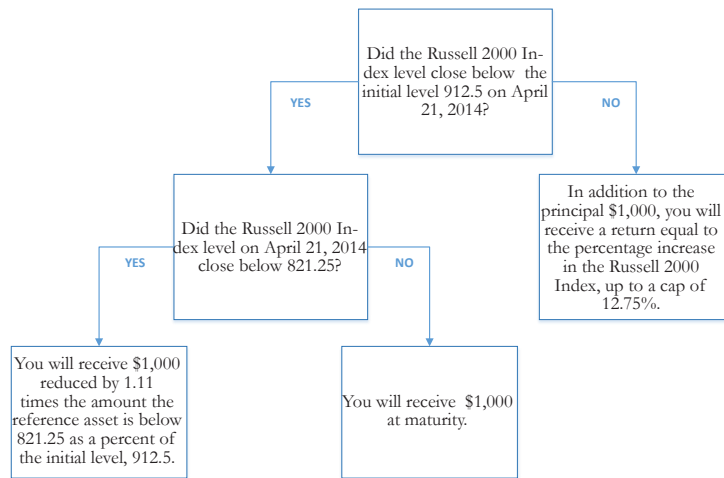 Did the Russell 2000 In-
dex level close below the
initial level 912.5 on April
21, 2014?
YES
NO
Did the Russell 2000 In-
dex level on April 21, 2014
close below 821.25?
In addition to the
principal $1,000, you will
receive a return equal to
the percentage increase
in the Russell 2000
Index, up to a cap of
12.75%.
YES
NO
You will receive $1,000
reduced by 1.11
times the amount the
reference asset is below
821.25 as a percent of
the initial level, 912.5.
You will receive $1,000
at maturity.